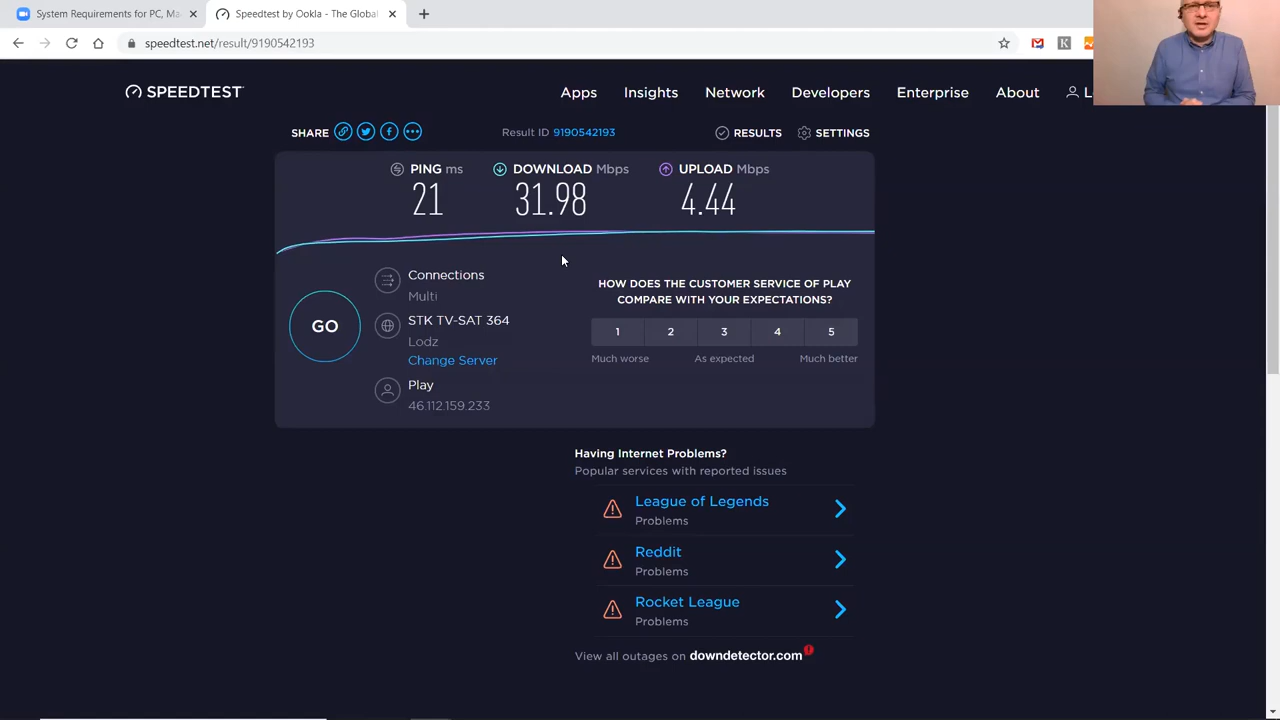 System Requirements for PC, Ma
Speedtest by Ookla - The Global
speedtest.net/result/9190542193
SPEEDTEST
Apps
Insights
Network
Developers
Enterprise
About
L
SHARE
Result ID 9190542193
RESULTS
SETTINGS
PING ms
21
DOWNLOAD Mbps
31.98
UPLOAD Mbps
4.44
GO
Connections
Multi
STK TV-SAT 364
Lodz
Change Server
Play
46.112.159.233
HOW DOES THE CUSTOMER SERVICE OF PLAY
COMPARE WITH YOUR EXPECTATIONS?
1 2 3 4 5
Much worse As expected Much better
Having Internet Problems?
Popular services with reported issues
League of Legends
Problems
Reddit
Problems
Rocket League
Problems
View all outages on downdetector.com